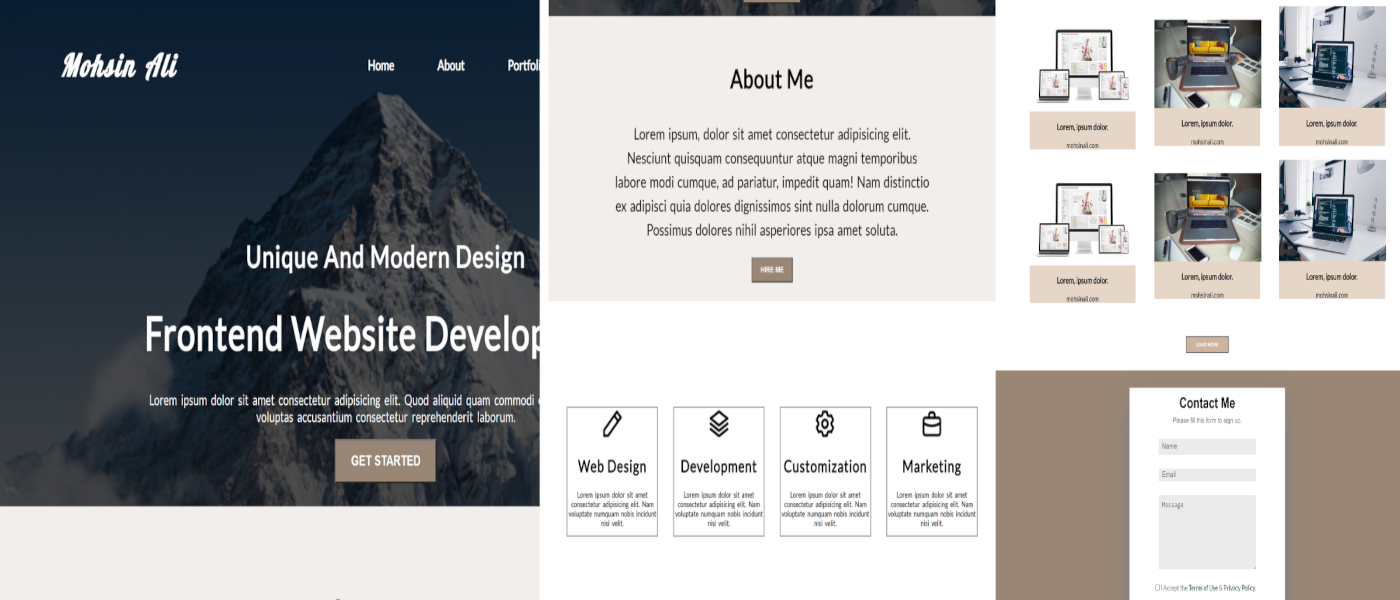 Mohsin Ali
Home About Portfoli
Unique And Modern Design
Frontend Website Develop
Lorem ipsum dolor sit amet consectetur adipisicing elit. Quod aliquid quam commodi
voluptas accusantium consectetur reprehenderit laborum.
GET STARTED
About Me
Lorem ipsum, dolor sit amet consectetur adipisicing elit.
Nesciunt quisquam consequuntur atque magni temporibus
labore modi cumque, ad pariatur, impedit quam! Nam distinctio
ex adipisci quia dolores dignissimos sint nulla dolorum cumque.
Possimus dolores nihil asperiores ipsa amet soluta.
HIRE ME
Web Design
Lorem ipsum dolor sit amet
consectetur adipisicing elit. Nam
voluptate numquam nobis incidunt
nisi velit.
Development
Lorem ipsum dolor sit amet
consectetur adipisicing elit. Nam
voluptate numquam nobis incidunt
nisi velit.
Customization
Lorem ipsum dolor sit amet
consectetur adipisicing elit. Nam
voluptate numquam nobis incidunt
nisi velit.
Marketing
Lorem ipsum dolor sit amet
consectetur adipisicing elit. Nam
voluptate numquam nobis incidunt
nisi velit.
Lorem, ipsum dolor.
mohsinali.com
Lorem, ipsum dolor.
mohsinali.com
Lorem, ipsum dolor.
mohsinali.com
Lorem, ipsum dolor.
mohsinali.com
Lorem, ipsum dolor.
mohsinali.com
Lorem, ipsum dolor.
mohsinali.com
LOAD MORE
Contact Me
Please fill this form to sign up.
Name
Email
Message
I Accept the Terms of Use & Privacy Policy.